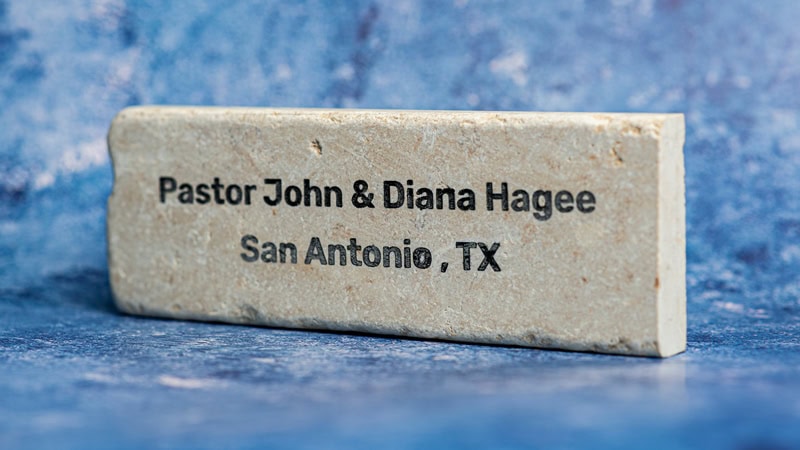 Pastor John & Diana Hagee
San Antonio , TX